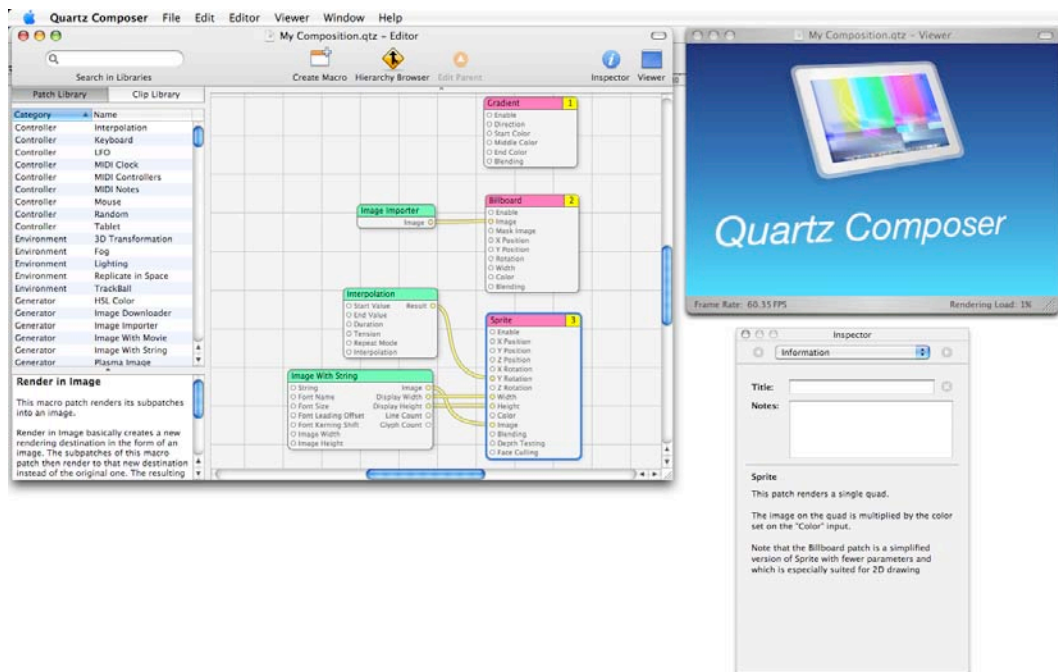 Quartz Composer File Edit Editor Viewer Window Help
My Composition.qtz - Editor
Search in Libraries
Create Macro Hierarchy Browser Edit Parent Inspector Viewer
Patch Library Clip Library
Category Name
Controller Interpolation
Controller Keyboard
Controller LFO
Controller MIDI Clock
Controller MIDI Controllers
Controller MIDI Notes
Controller Mouse
Controller Random
Controller Tablet
Environment 3D Transformation
Environment Fog
Environment Lighting
Environment Replicate in Space
Environment TrackBall
Generator HSL Color
Generator Image Downloader
Generator Image Importer
Generator Image With Movie
Generator Image With String
Generator Plasma Image
Render in Image
This macro patch renders its subpatches
into an image.
Render in Image basically creates a new
rendering destination in the form of an
image. The subpatches of this macro
patch then render to that new destination
instead of the original one. The resulting
Gradient 1
Enable
Direction
Start Color
Middle Color
End Color
Blending
Image Importer
Image
Billboard 2
Enable
Image
Mask Image
X Position
Y Position
Rotation
Width
Color
Blending
Interpolation
Start Value Result
End Value
Duration
Tension
Repeat Mode
Interpolation
Sprite 3
Enable
X Position
Y Position
Z Position
X Rotation
Y Rotation
Z Rotation
Width
Height
Color
Image
Blending
Depth Testing
Face Culling
Image With String
String Image
Font Name Display Width
Font Size Display Height
Font Leading Offset Line Count
Font Kerning Shift Glyph Count
Image Width
Image Height
My Composition.qtz - Viewer
Quartz Composer
Frame Rate: 60.35 FPS Rendering Load: 1%
Inspector
Information
Title:
Notes:
Sprite
This patch renders a single quad.
The image on the quad is multiplied by the color
set on the "Color" input.
Note that the Billboard patch is a simplified
version of Sprite with fewer parameters and
which is especially suited for 2D drawing